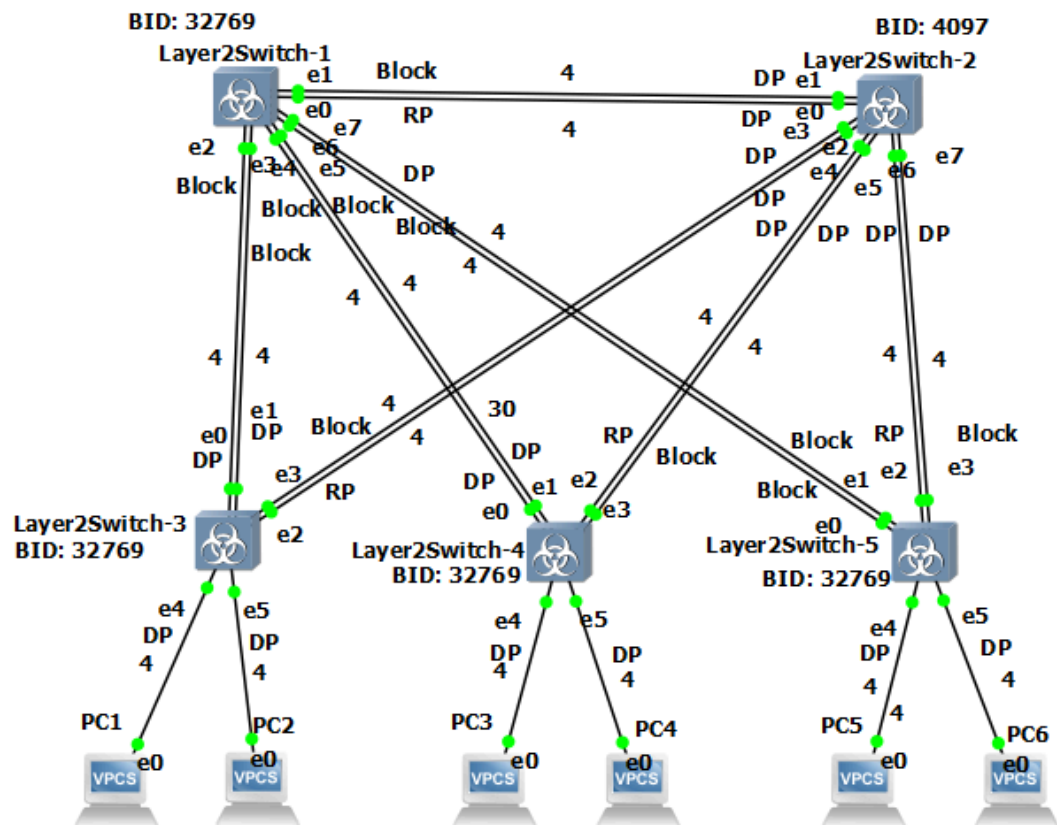 BID: 32769
Layer2Switch-1
BID: 4097
Layer2Switch-2
e1
Block
4
DP
e1
e0
RP
4
DP
e0
e7
e3
e2
e6
e2
e3
e4
e5
DP
DP
e4
e6
e7
Block
DP
e5
Block
Block
Block
4
DP
DP
DP
DP
Block
4
4
4
4
4
4
4
4
4
4
4
30
e1
e0
DP
DP
Block
RP
Block
RP
Block
e3
DP
Block
e2
e3
DP
e1
e2
Block
e1
RP
e0
e3
e0
Layer2Switch-3
BID: 32769
e2
Layer2Switch-4
BID: 32769
Layer2Switch-5
BID: 32769
e4
e5
DP
DP
4
4
e4
e5
DP
DP
4
4
e4
e5
DP
DP
4
4
4
PC1
PC2
PC3
PC4
PC5
PC6
e0
e0
e0
e0
e0
e0
VPCS
VPCS
VPCS
VPCS
VPCS
VPCS